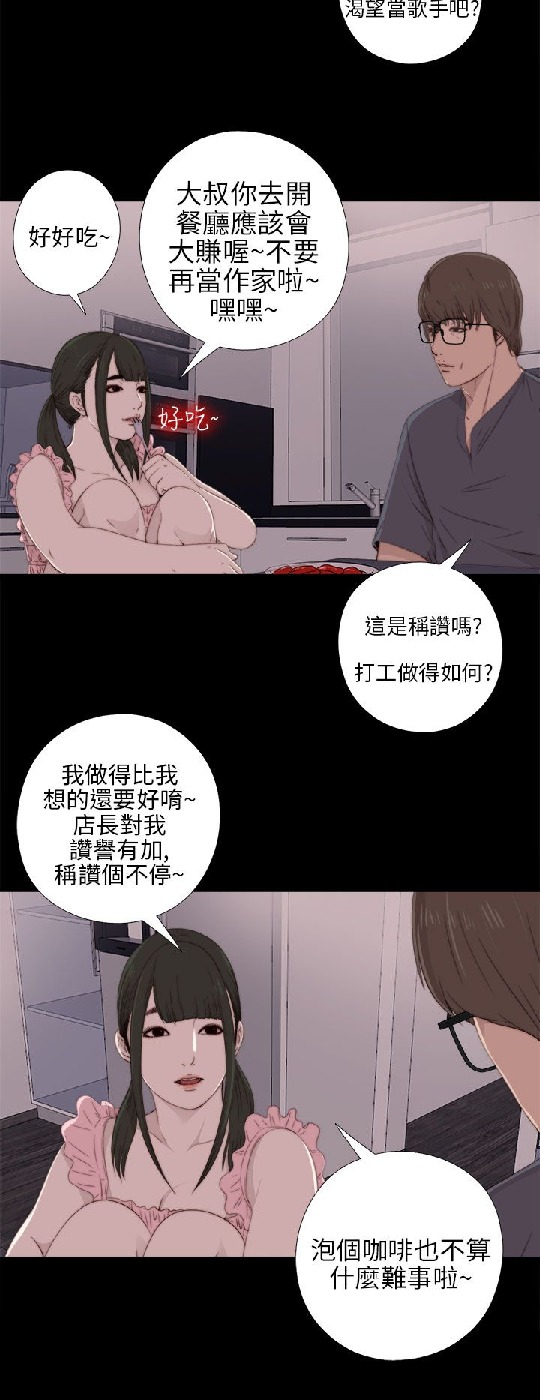 渴望當歌手吧?
好好吃~
大叔你去開
餐廳應該會
大賺喔~不要
再當作家啦~
嘿嘿~
好吃~
這是稱讚嗎?
打工做得如何?
我做得比我
想的還要好唷~
店長對我
讚譽有加,
稱讚個不停~
泡個咖啡也不算
什麼難事啦~